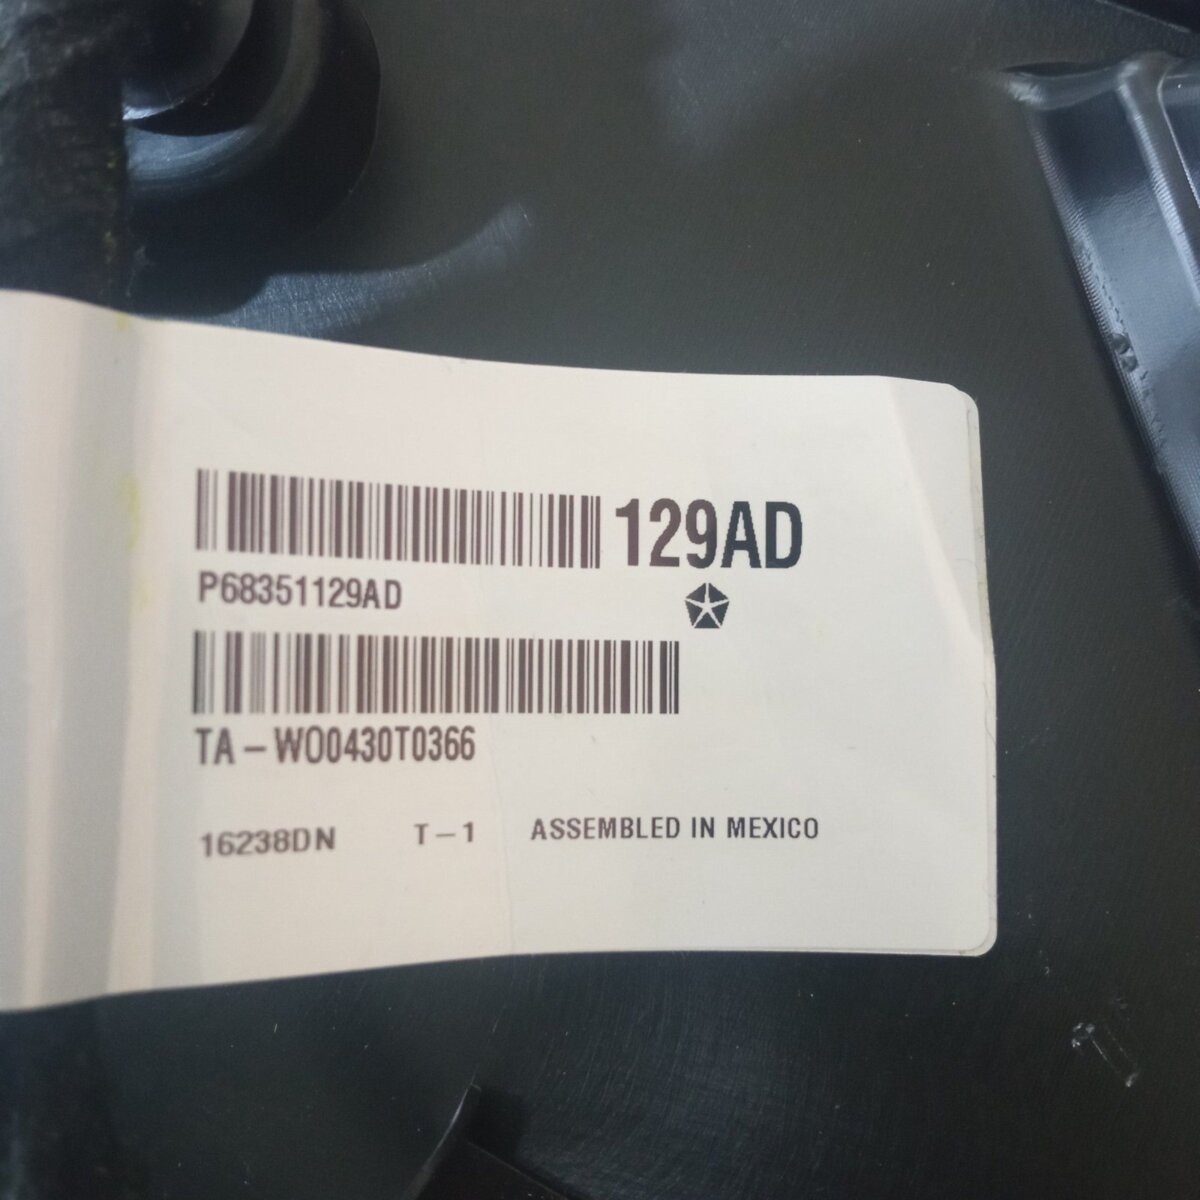 129AD
P68351129AD
TA-WO0430T0366
16238DN T-1 ASSEMBLED IN MEXICO